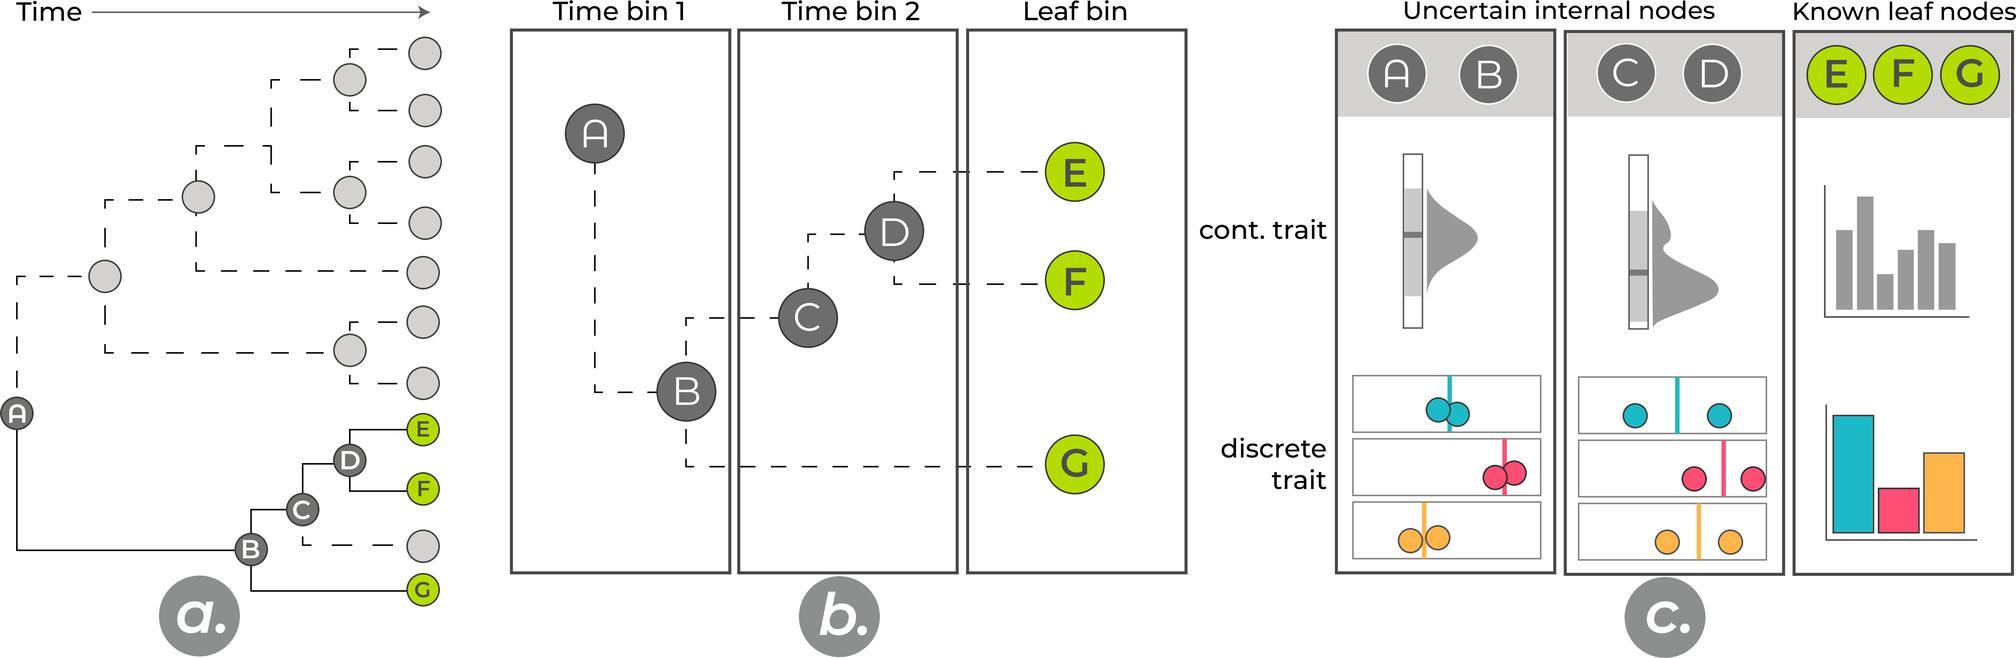 Time
A
B
C
D
E
F
G
a.
Time bin 1
Time bin 2
Leaf bin
A
B
C
D
E
F
G
b.
Uncertain internal nodes
Known leaf nodes
A B
C D
E F G
cont. trait
discrete
trait
c.